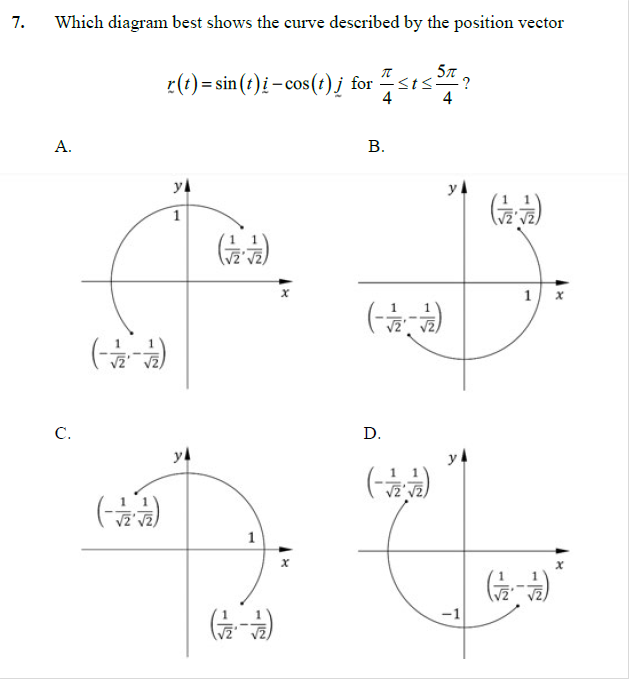 7. Which diagram best shows the curve described by the position vector
r(t) = sin(t)i − cos(t)j for π/4 ≤ t ≤ 5π/4 ?
A. B.
y 1 (1/√2, 1/√2) x (−1/√2, −1/√2)
y (1/√2, 1/√2) 1 x (−1/√2, −1/√2)
C. D.
y (−1/√2, 1/√2) 1 x (1/√2, −1/√2)
y (−1/√2, 1/√2) x (1/√2, −1/√2) −1